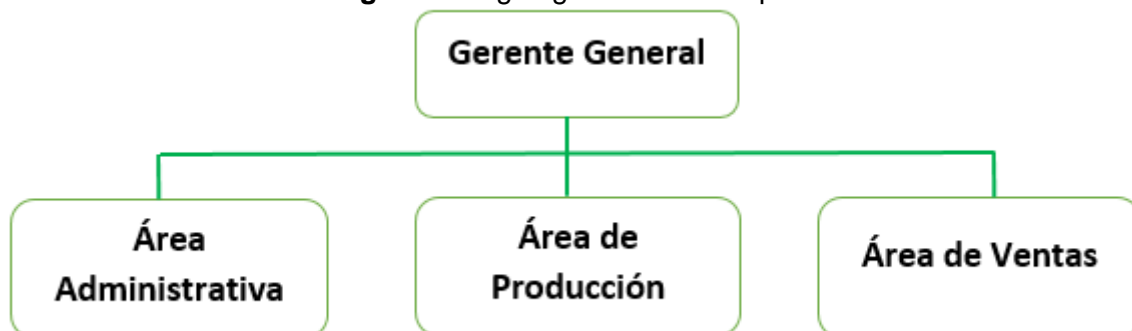 Gerente General
Área
Administrativa
Área de
Producción
Área de Ventas